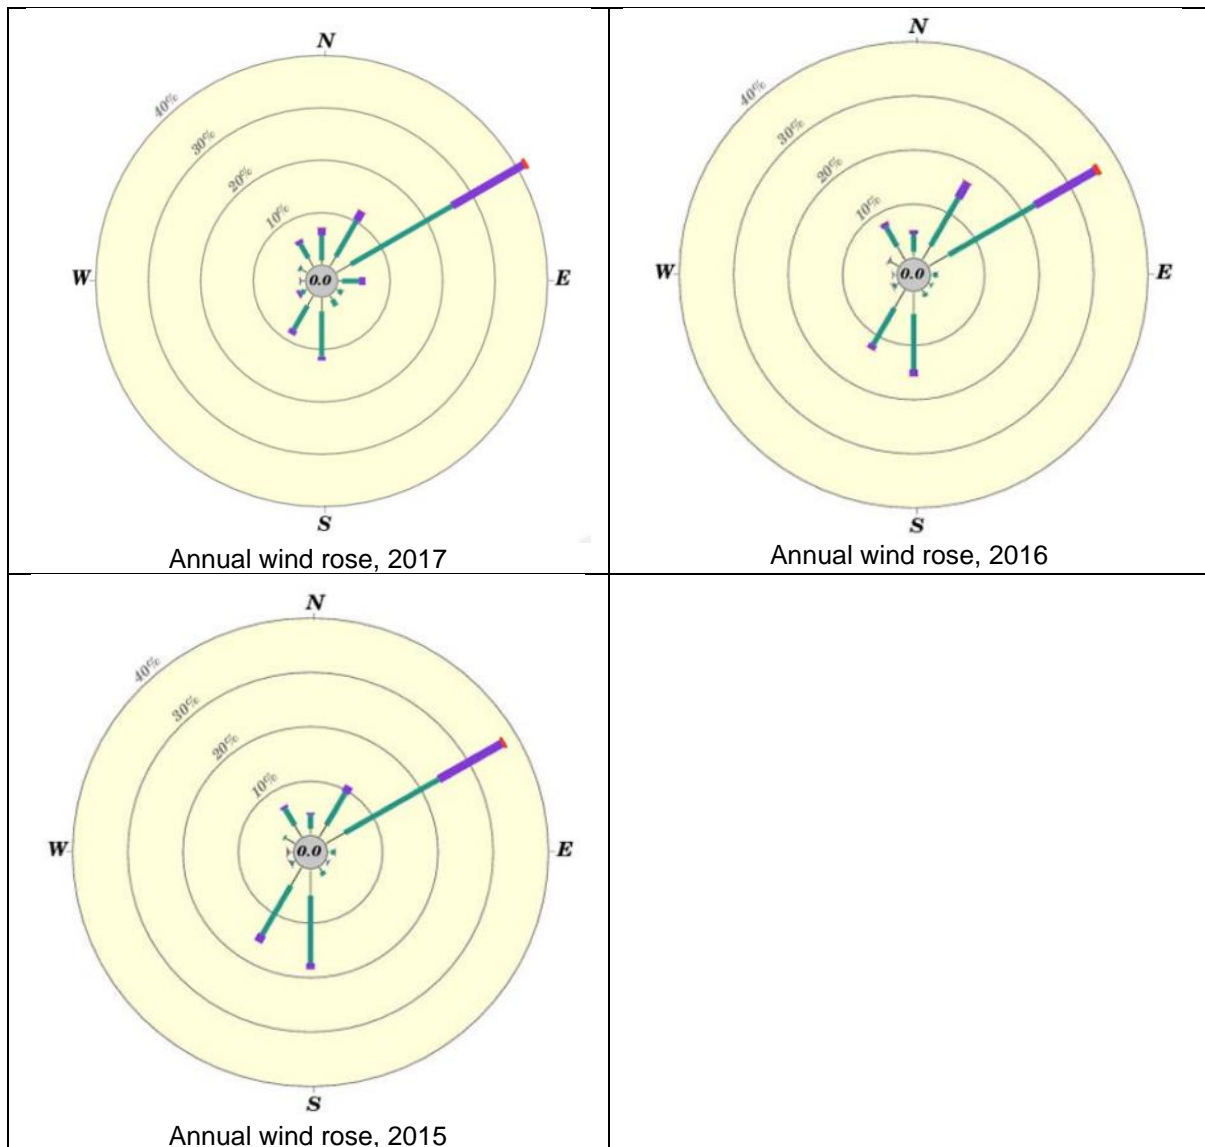 N
40%
30%
20%
10%
W
0.0
E
S
Annual wind rose, 2017
N
40%
30%
20%
10%
W
0.0
E
S
Annual wind rose, 2016
N
40%
30%
20%
10%
W
0.0
E
S
Annual wind rose, 2015